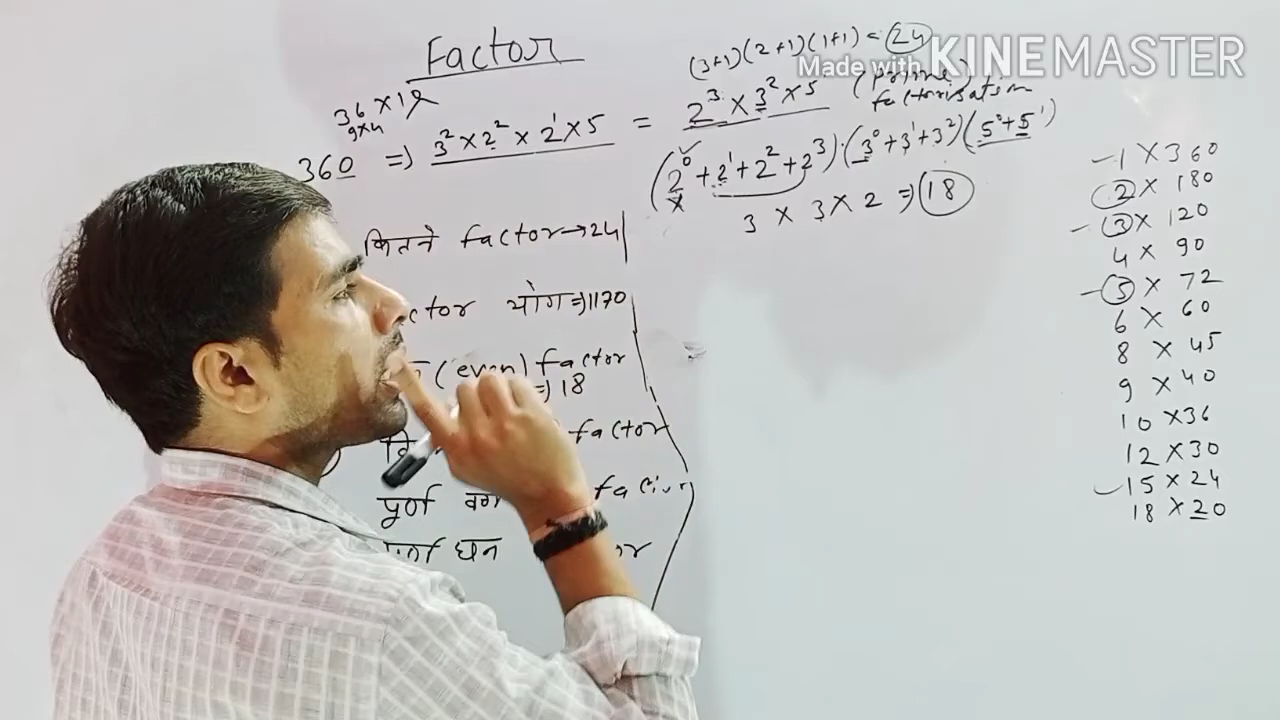 Factor
(3+1)(2+1)(1+1) = 24
Made with KINEMASTER
36 × 10
9×4
360 => 3² × 2² × 2¹ × 5 = 2³ × 3² × 5 (prime) factorisation
(2⁰ + 2¹ + 2² + 2³) · (3⁰ + 3¹ + 3²)(5⁰ + 5¹)
×
3 × 3 × 2 => 18
कितने factor → 24
ctor योग => 1170
(even) factor
=> 18
वि factor
पूर्ण वर्ग factor
घन or
1 × 360
2 × 180
3 × 120
4 × 90
5 × 72
6 × 60
8 × 45
9 × 40
10 × 36
12 × 30
15 × 24
18 × 20